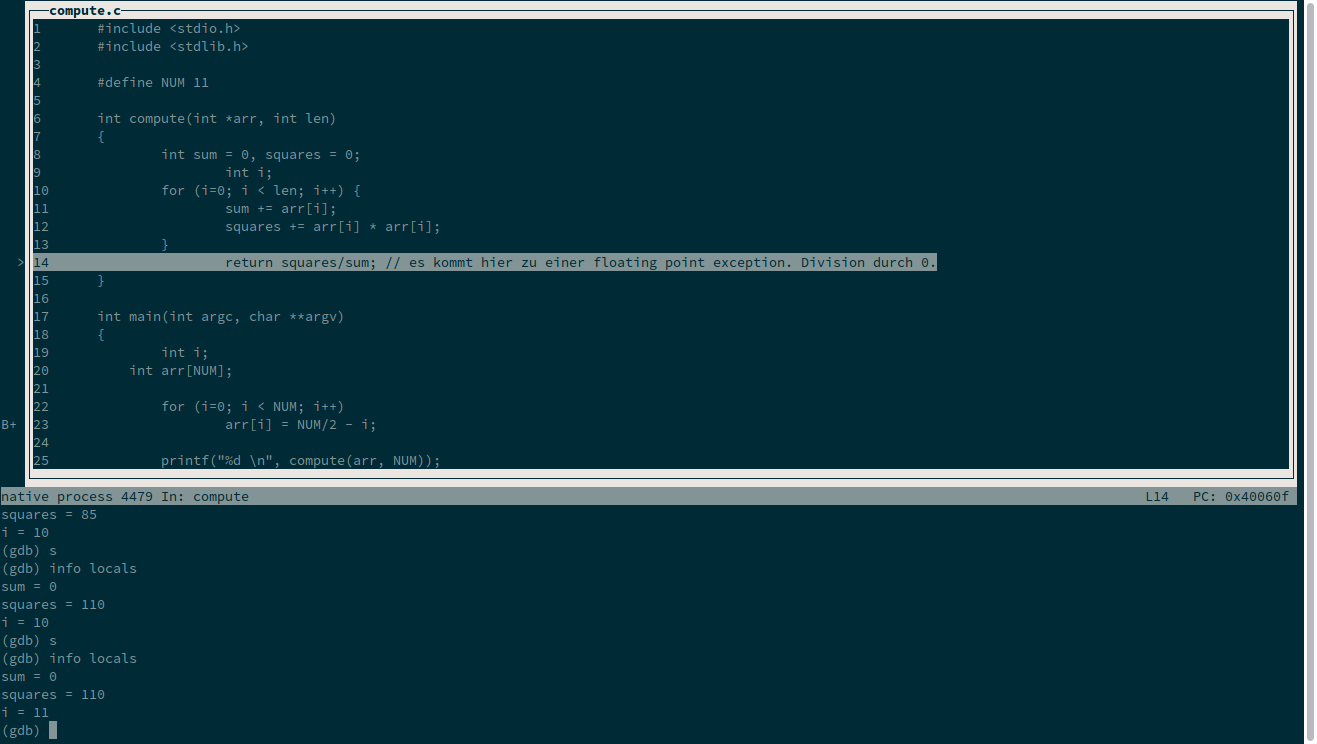 compute.c
1 #include <stdio.h>
2 #include <stdlib.h>
3
4 #define NUM 11
5
6 int compute(int *arr, int len)
7 {
8 int sum = 0, squares = 0;
9 int i;
10 for (i=0; i < len; i++) {
11 sum += arr[i];
12 squares += arr[i] * arr[i];
13 }
> 14 return squares/sum; // es kommt hier zu einer floating point exception. Division durch 0.
15 }
16
17 int main(int argc, char **argv)
18 {
19 int i;
20 int arr[NUM];
21
22 for (i=0; i < NUM; i++)
B+ 23 arr[i] = NUM/2 - i;
24
25 printf("%d \n", compute(arr, NUM));
native process 4479 In: compute L14 PC: 0x40060f
squares = 85
i = 10
(gdb) s
(gdb) info locals
sum = 0
squares = 110
i = 10
(gdb) s
(gdb) info locals
sum = 0
squares = 110
i = 11
(gdb)